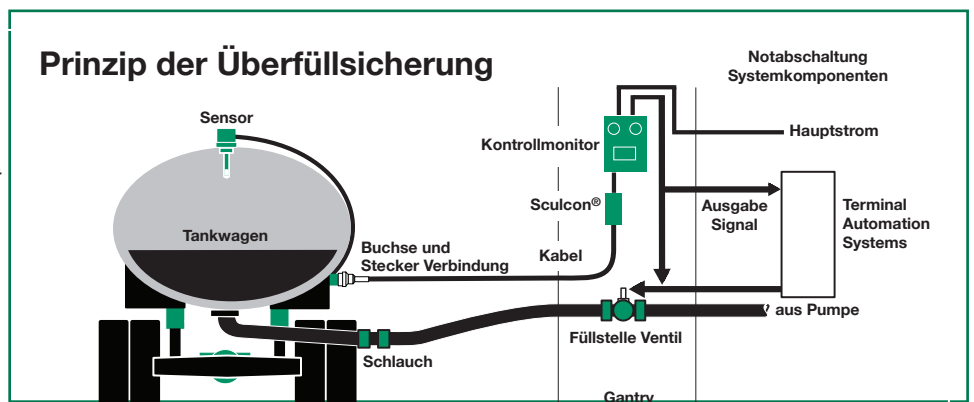 Prinzip der Überfüllsicherung
Notabschaltung
Systemkomponenten
Sensor
Hauptstrom
Kontrollmonitor
Sculcon®
Ausgabe
Signal
Terminal
Automation
Systems
Tankwagen
Buchse und
Stecker Verbindung
Kabel
aus Pumpe
Füllstelle Ventil
Schlauch
Gantry